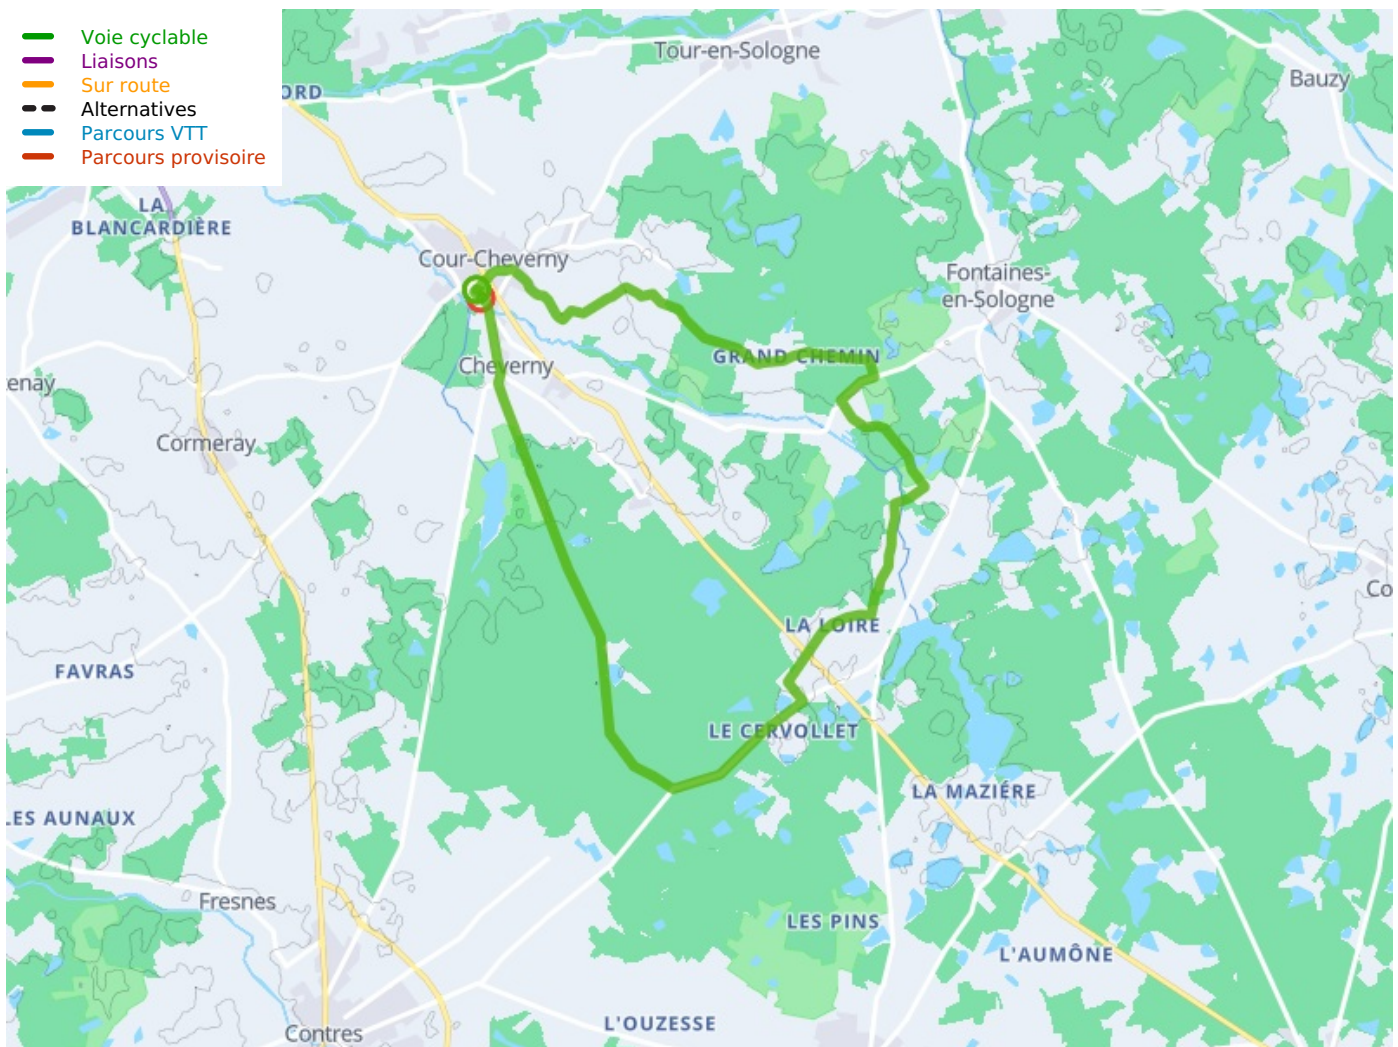 Voie cyclable
Liaisons
Sur route
Alternatives
Parcours VTT
Parcours provisoire
Tour-en-Sologne
Bauzy
ORD
LA
BLANCARDIÈRE
Cour-Cheverny
Fontaines-
en-Sologne
GRAND CHEMIN
Cheverny
enay
Cormeray
Co
LA LOIRE
FAVRAS
LE CERVOLLET
LA MAZIÉRE
LES AUNAUX
Fresnes
LES PINS
L'AUMÔNE
L'OUZESSE
Contres